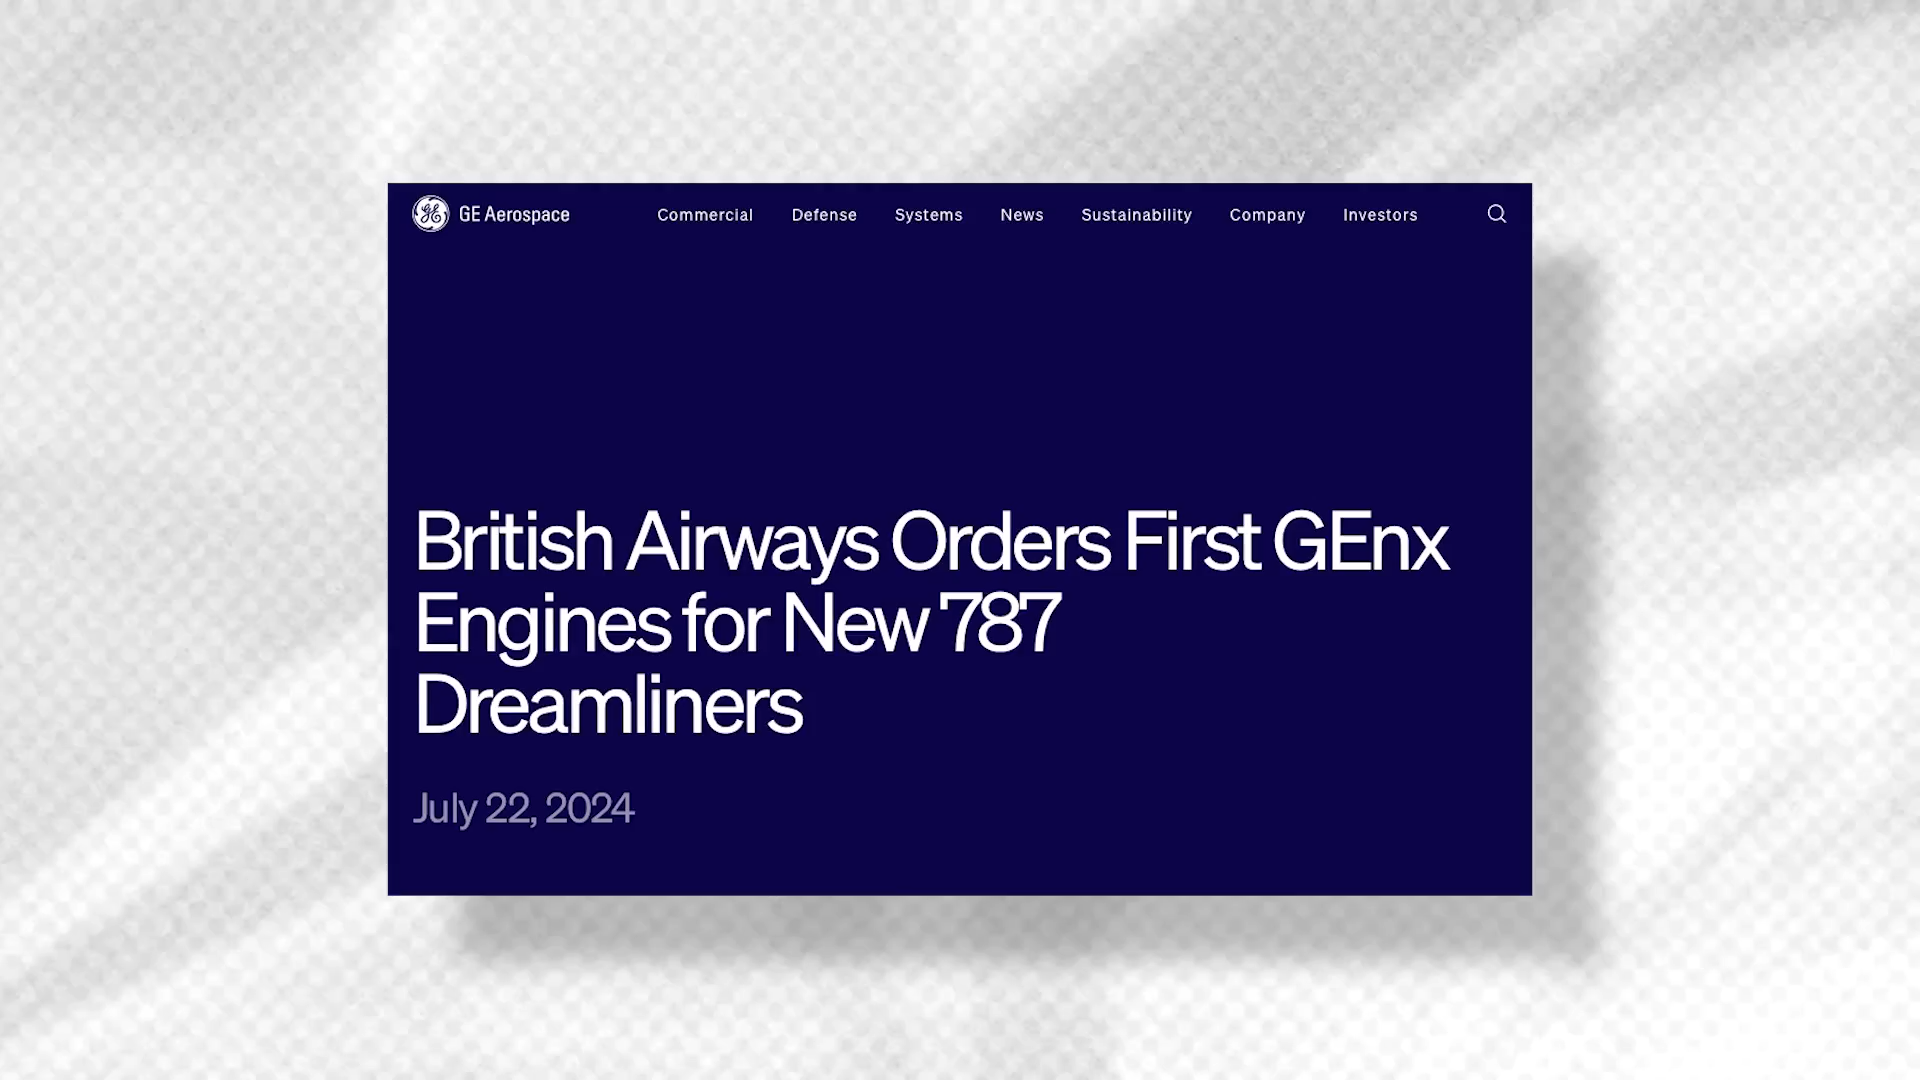 GE Aerospace Commercial Defense Systems News Sustainability Company Investors
British Airways Orders First GEnx
Engines for New 787
Dreamliners
July 22, 2024